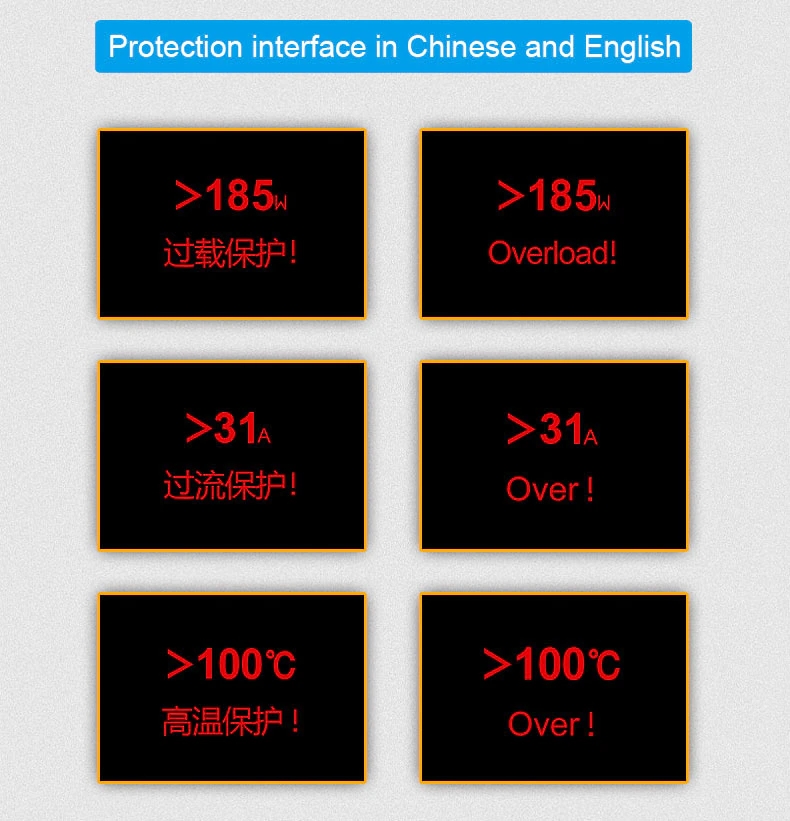 Protection interface in Chinese and English
>185W
过载保护!
>185W
Overload!
>31A
过流保护!
>31A
Over !
>100℃
高温保护 !
>100℃
Over !